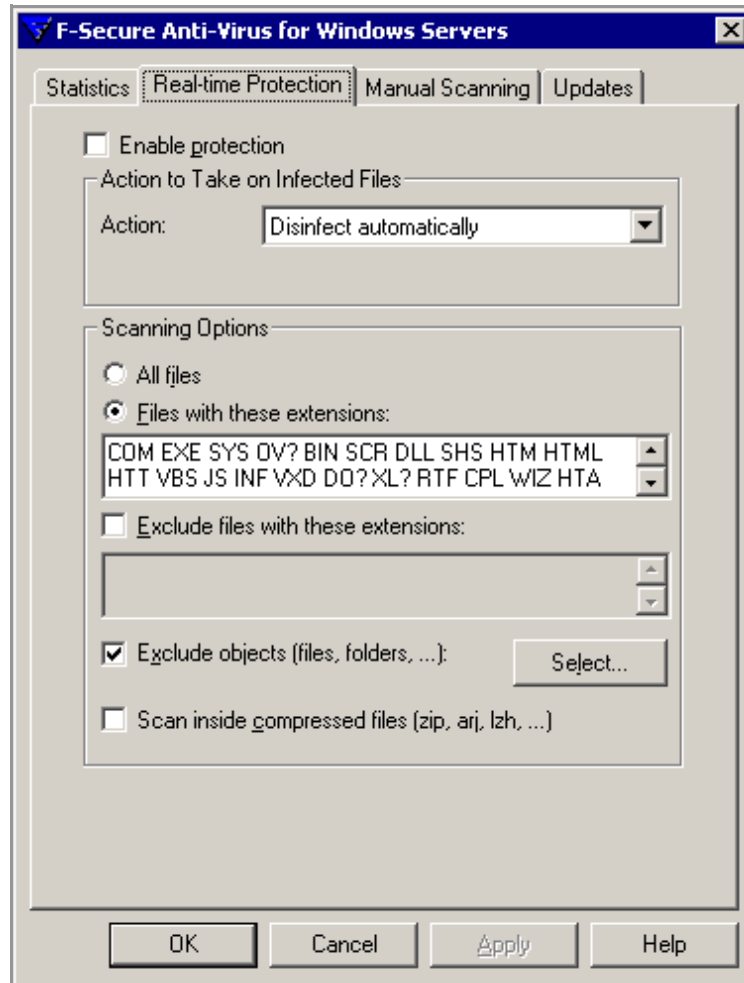 F-Secure Anti-Virus for Windows Servers
Statistics Real-time Protection Manual Scanning Updates
Enable protection
Action to Take on Infected Files
Action: Disinfect automatically
Scanning Options
All files
Files with these extensions:
COM EXE SYS OV? BIN SCR DLL SHS HTM HTML
HTT VBS JS INF VXD DO? XL? RTF CPL WIZ HTA
Exclude files with these extensions:
Exclude objects (files, folders, ...): Select...
Scan inside compressed files (zip, arj, lzh, ...)
OK Cancel Apply Help